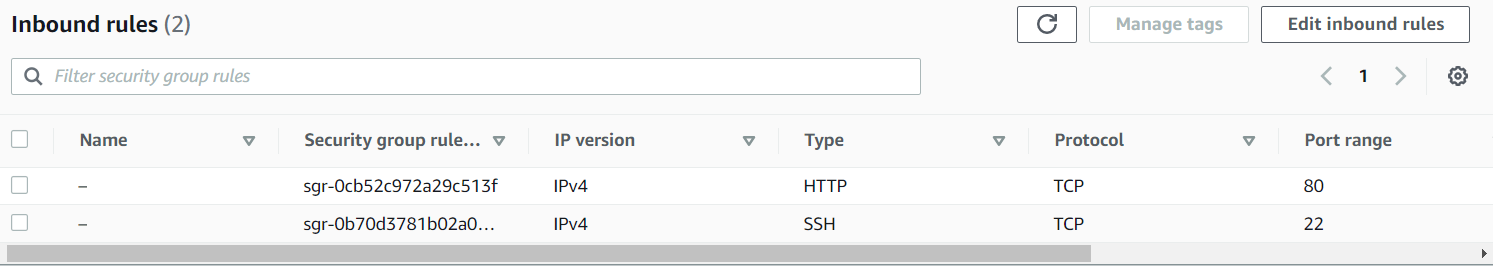 Inbound rules (2)
Manage tags
Edit inbound rules
Filter security group rules
1
Name Security group rule... IP version Type Protocol Port range
– sgr-0cb52c972a29c513f IPv4 HTTP TCP 80
– sgr-0b70d3781b02a0... IPv4 SSH TCP 22